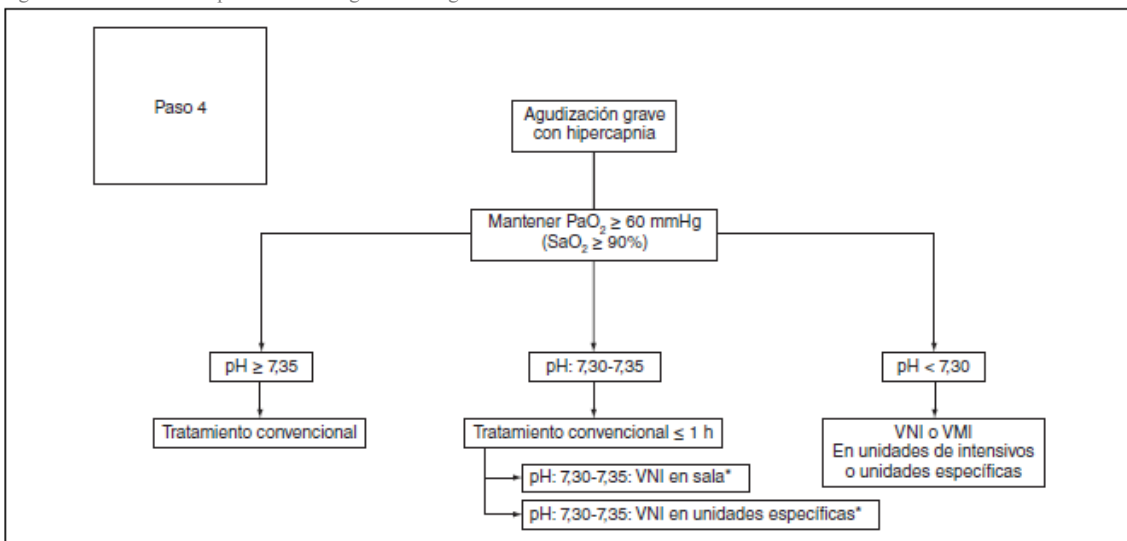 Paso 4
Agudización grave
con hipercapnia
Mantener PaO₂ ≥ 60 mmHg
(SaO₂ ≥ 90%)
pH ≥ 7,35
pH: 7,30-7,35
pH < 7,30
Tratamiento convencional
Tratamiento convencional ≤ 1 h
VNI o VMI
En unidades de intensivos
o unidades específicas
pH: 7,30-7,35: VNI en sala*
pH: 7,30-7,35: VNI en unidades específicas*